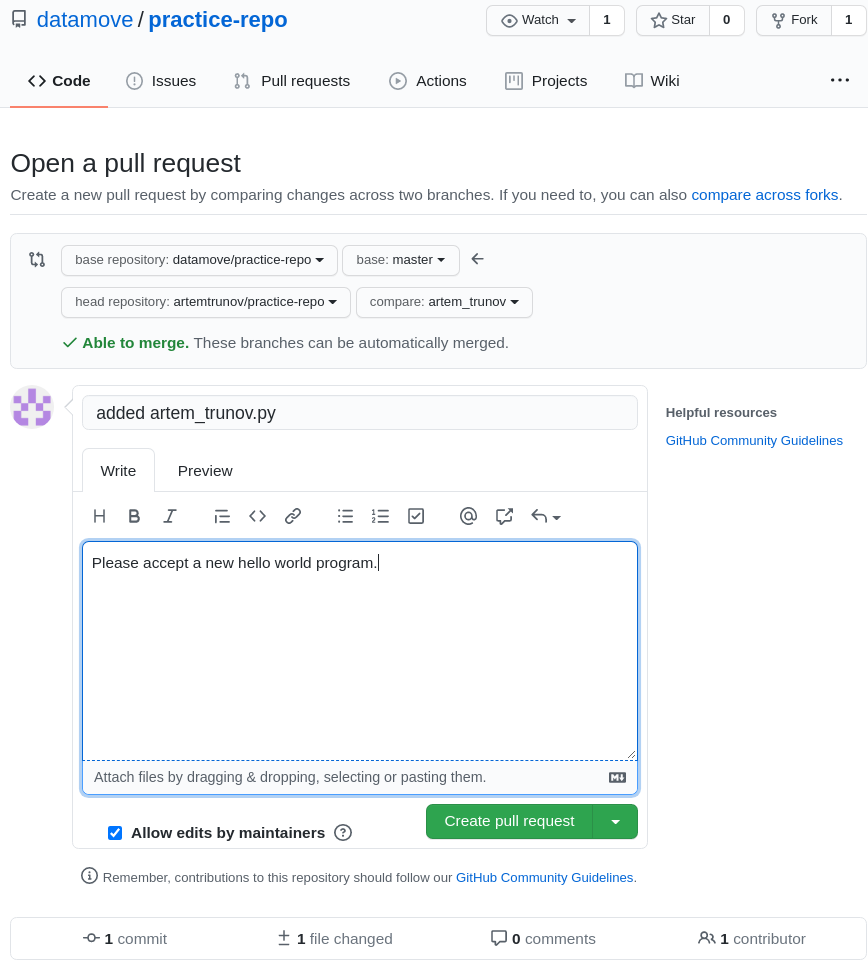 datamove / practice-repo
Watch 1 Star 0 Fork 1
Code Issues Pull requests Actions Projects Wiki
Open a pull request
Create a new pull request by comparing changes across two branches. If you need to, you can also compare across forks.
base repository: datamove/practice-repo base: master
head repository: artemtrunov/practice-repo compare: artem_trunov
Able to merge. These branches can be automatically merged.
added artem_trunov.py
Helpful resources
GitHub Community Guidelines
Write Preview
Please accept a new hello world program.
Attach files by dragging & dropping, selecting or pasting them.
Allow edits by maintainers Create pull request
Remember, contributions to this repository should follow our GitHub Community Guidelines.
1 commit 1 file changed 0 comments 1 contributor